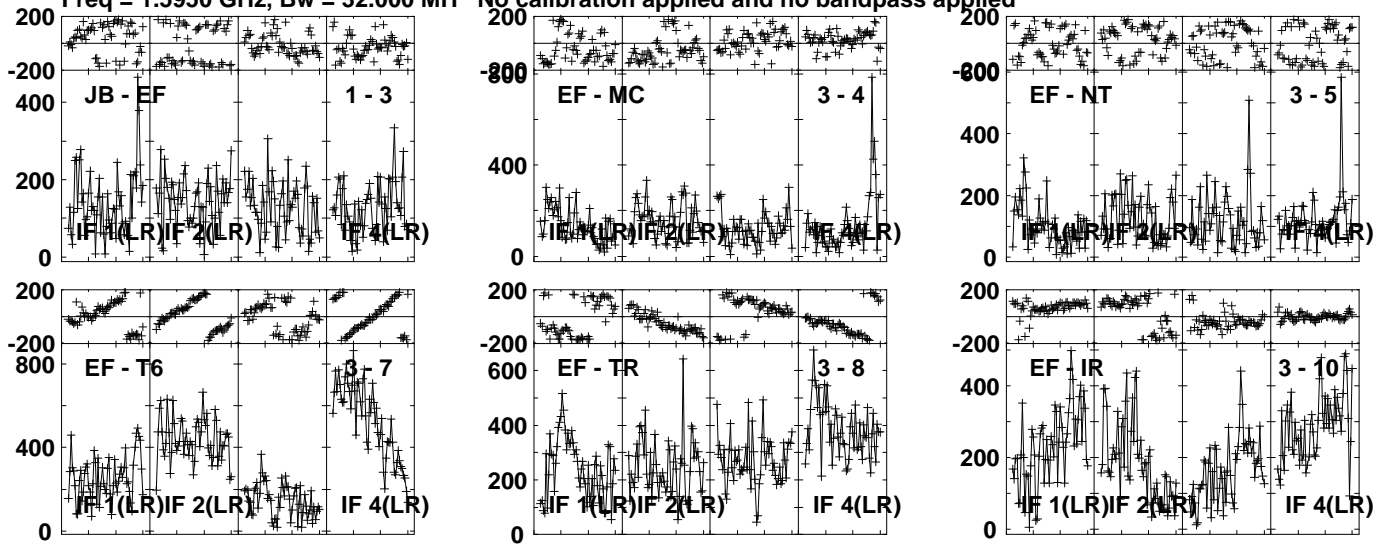 Freq = 1.5950 GHz, Bw = 32.000 MH No calibration applied and no bandpass applied
200
-200
400
200
0
JB - EF
1 - 3
IF 1(LR)
IF 2(LR)
IF 4(LR)
200
400
0
EF - MC
3 - 4
IF 1(LR)
IF 2(LR)
IF 4(LR)
200
400
200
0
EF - NT
3 - 5
IF 1(LR)
IF 2(LR)
IF 4(LR)
200
-200
800
400
0
EF - T6
3 - 7
IF 1(LR)
IF 2(LR)
IF 4(LR)
200
-200
600
400
200
0
EF - TR
3 - 8
IF 1(LR)
IF 2(LR)
IF 4(LR)
200
-200
400
200
0
EF - IR
3 - 10
IF 1(LR)
IF 2(LR)
IF 4(LR)